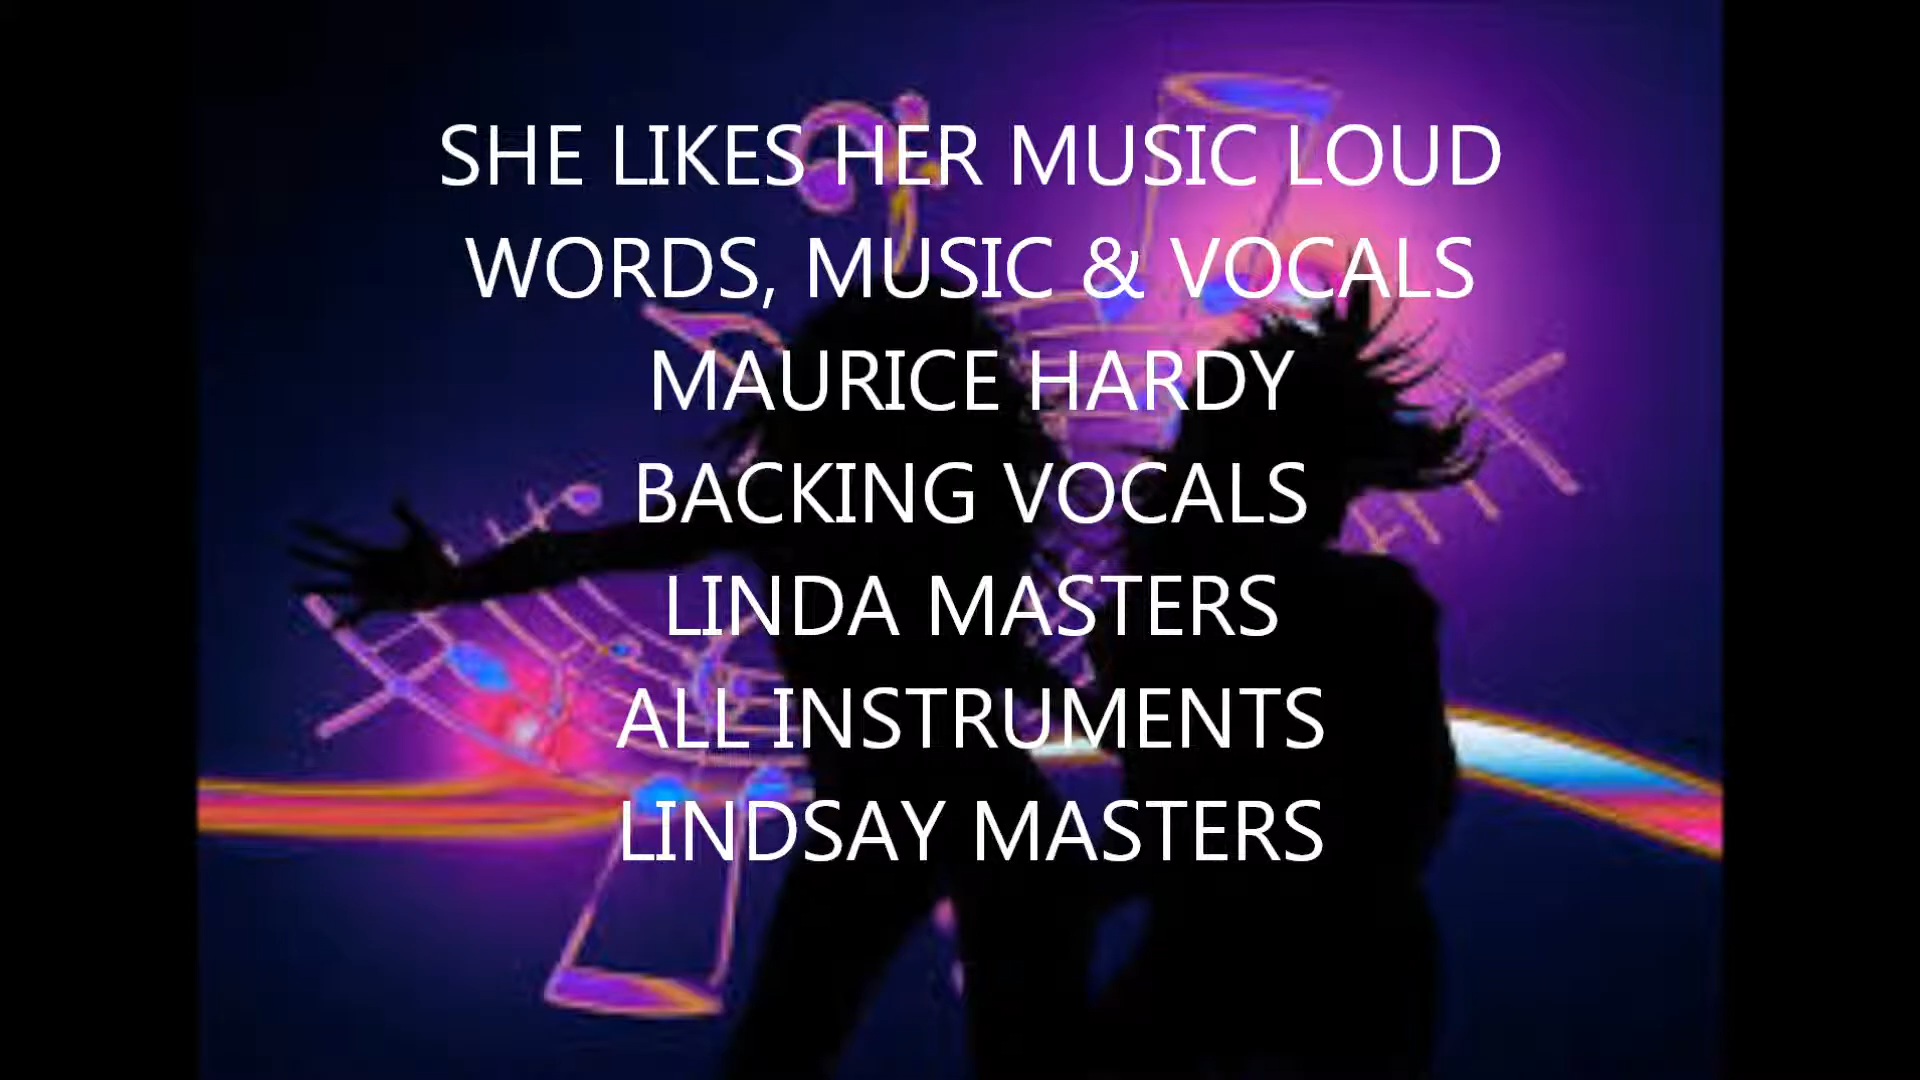 SHE LIKES HER MUSIC LOUD
WORDS, MUSIC & VOCALS
MAURICE HARDY
BACKING VOCALS
LINDA MASTERS
ALL INSTRUMENTS
LINDSAY MASTERS